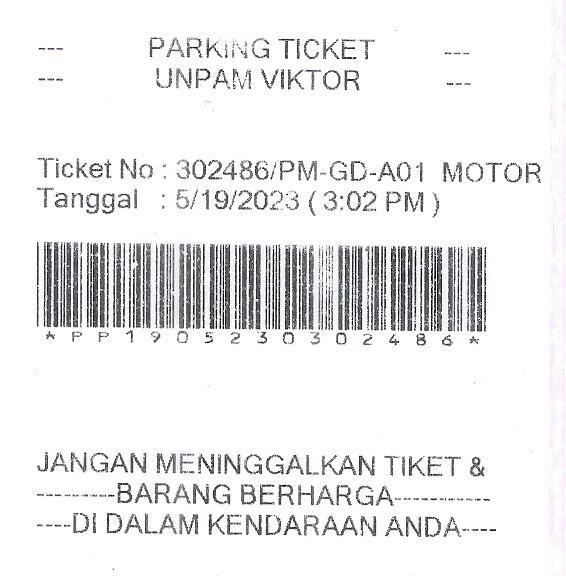 --- PARKING TICKET ---
--- UNPAM VIKTOR ---
Ticket No : 302486/PM-GD-A01 MOTOR
Tanggal : 5/19/2023 ( 3:02 PM )
*PP190523030302486*
JANGAN MENINGGALKAN TIKET &
---------BARANG BERHARGA-----------
----DI DALAM KENDARAAN ANDA----